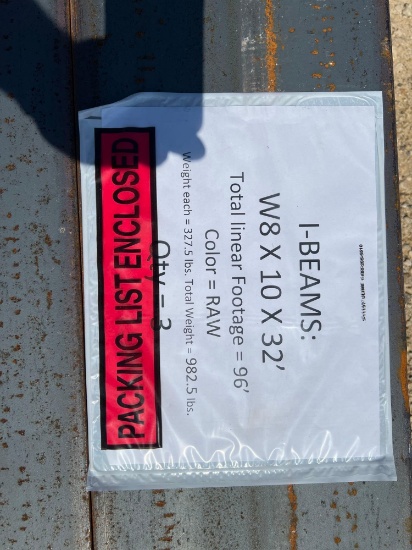 I-BEAMS:
W8 X 10 X 32'
Total linear Footage = 96'
Color = RAW
Weight each = 327.5 lbs. Total Weight = 982.5 lbs.
Qty = 3
PACKING LIST ENCLOSED